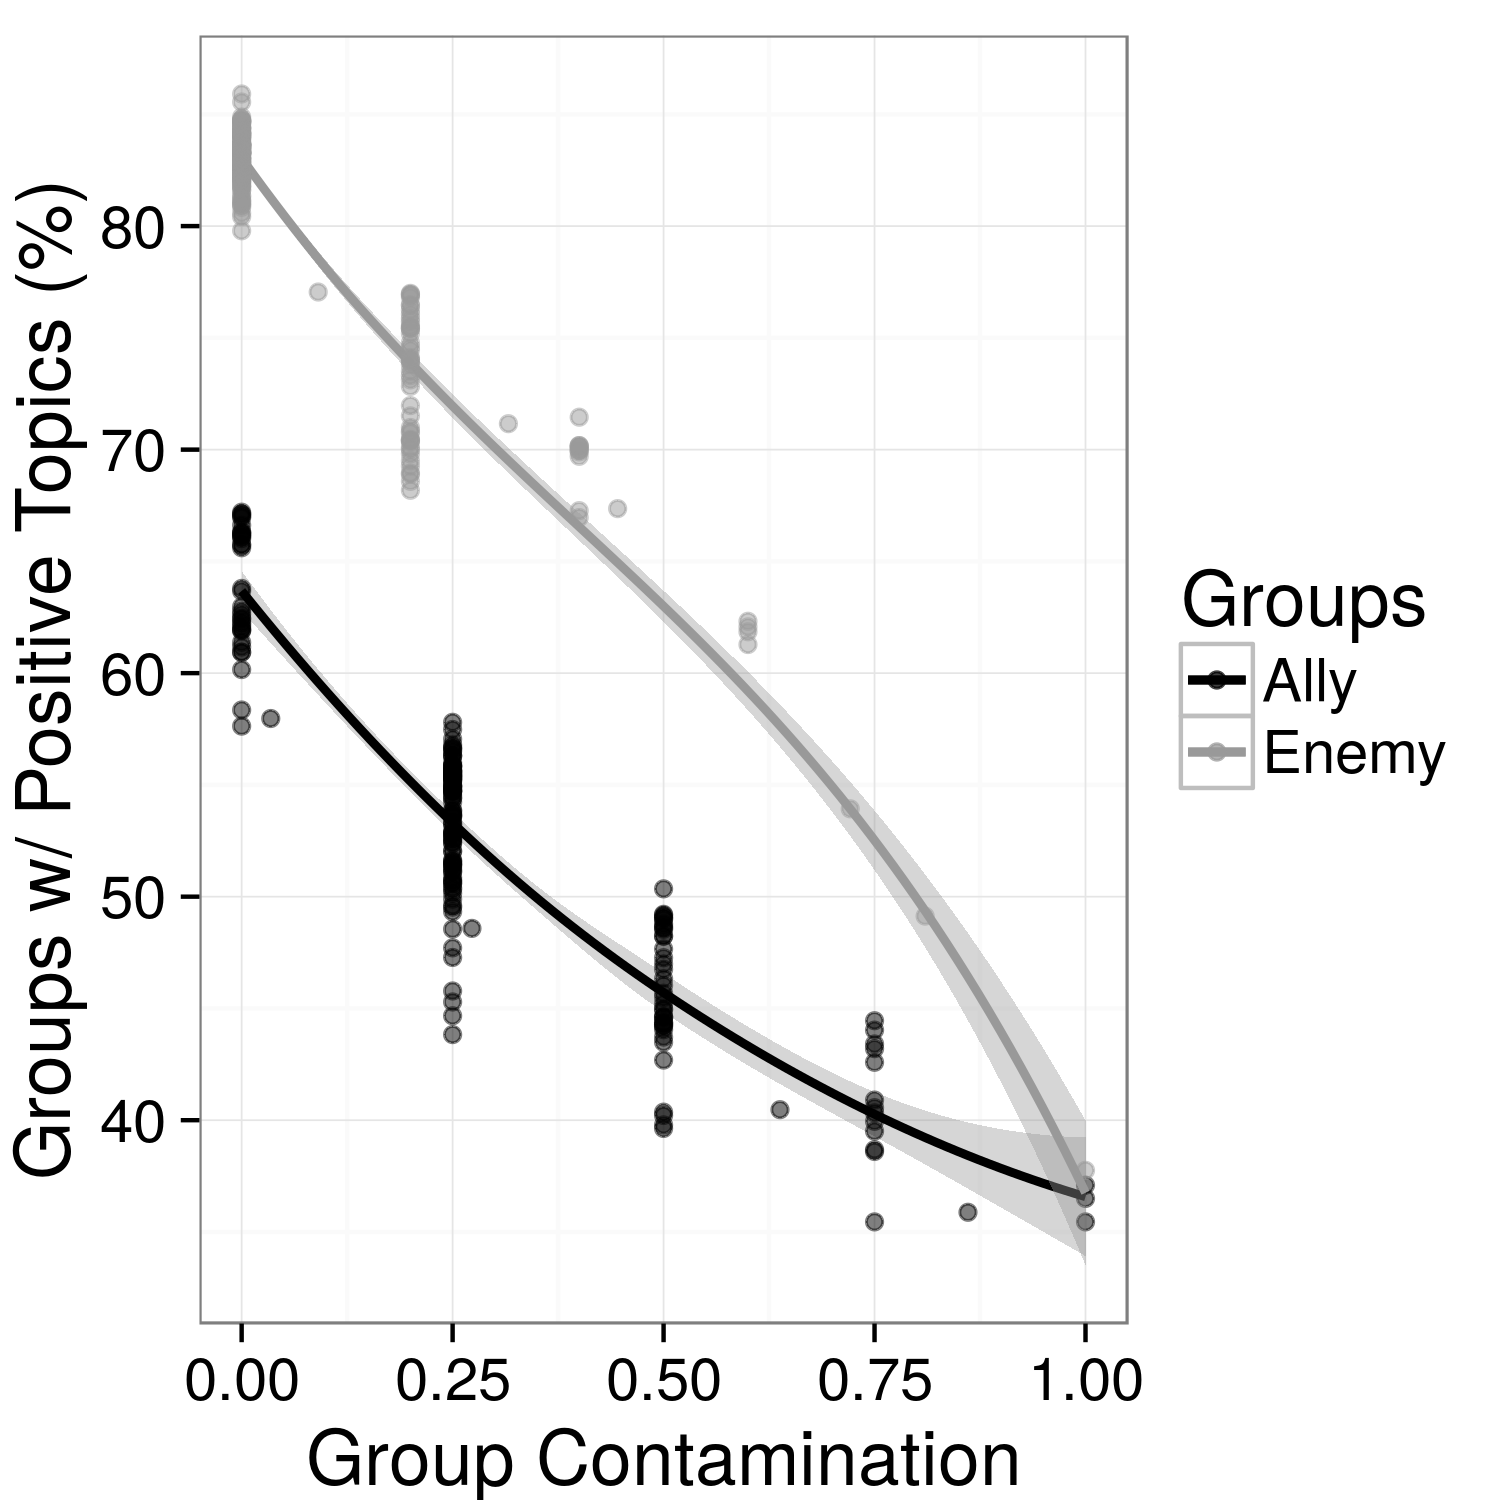 Groups w/ Positive Topics (%)
80
70
60
50
40
0.00 0.25 0.50 0.75 1.00
Group Contamination
Groups
Ally
Enemy